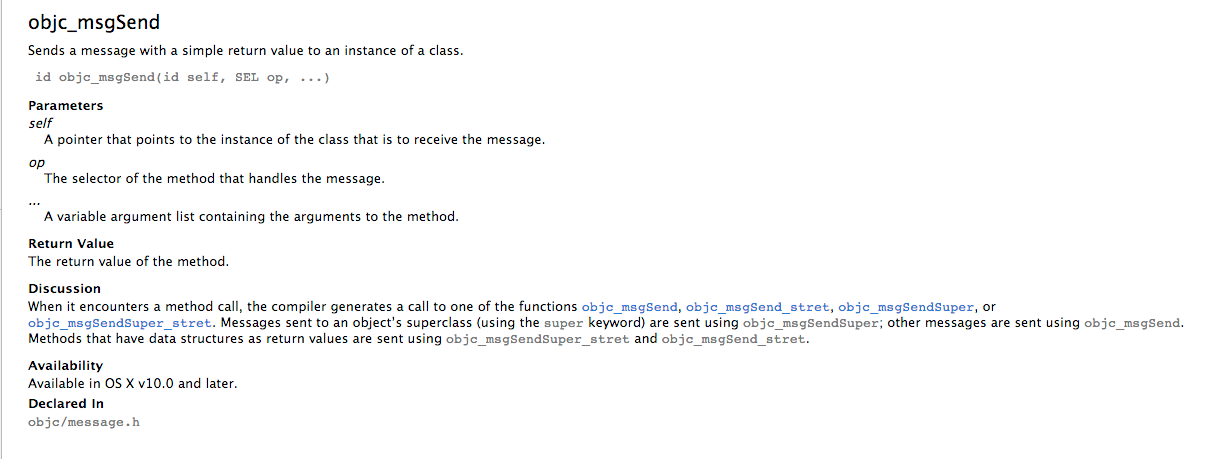 objc_msgSend
Sends a message with a simple return value to an instance of a class.
id objc_msgSend(id self, SEL op, ...)
Parameters
self
A pointer that points to the instance of the class that is to receive the message.
op
The selector of the method that handles the message.
...
A variable argument list containing the arguments to the method.
Return Value
The return value of the method.
Discussion
When it encounters a method call, the compiler generates a call to one of the functions objc_msgSend, objc_msgSend_stret, objc_msgSendSuper, or
objc_msgSendSuper_stret. Messages sent to an object’s superclass (using the super keyword) are sent using objc_msgSendSuper; other messages are sent using objc_msgSend.
Methods that have data structures as return values are sent using objc_msgSendSuper_stret and objc_msgSend_stret.
Availability
Available in OS X v10.0 and later.
Declared In
objc/message.h